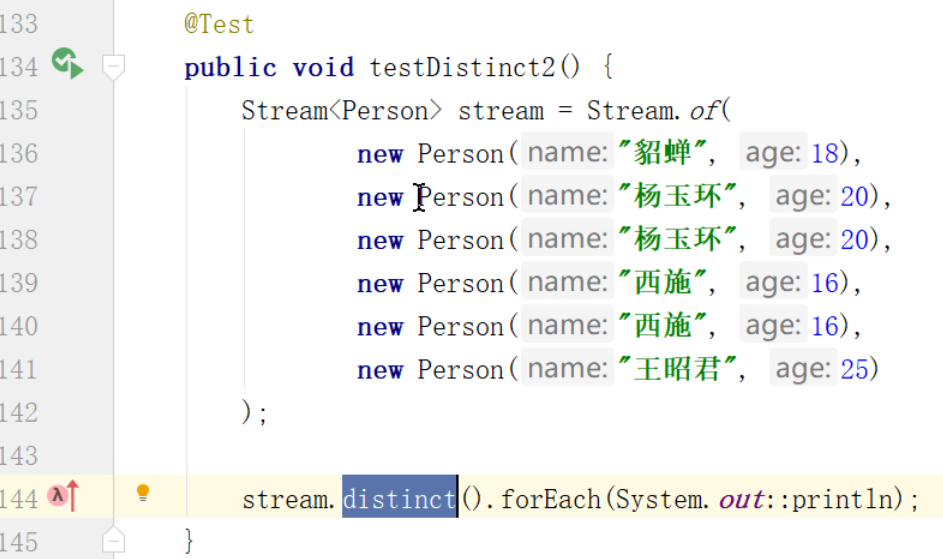 133 @Test
134 public void testDistinct2() {
135 Stream<Person> stream = Stream.of(
136 new Person( name: "貂蝉", age: 18),
137 new Person( name: "杨玉环", age: 20),
138 new Person( name: "杨玉环", age: 20),
139 new Person( name: "西施", age: 16),
140 new Person( name: "西施", age: 16),
141 new Person( name: "王昭君", age: 25)
142 );
143
144 stream.distinct().forEach(System.out::println);
145 }